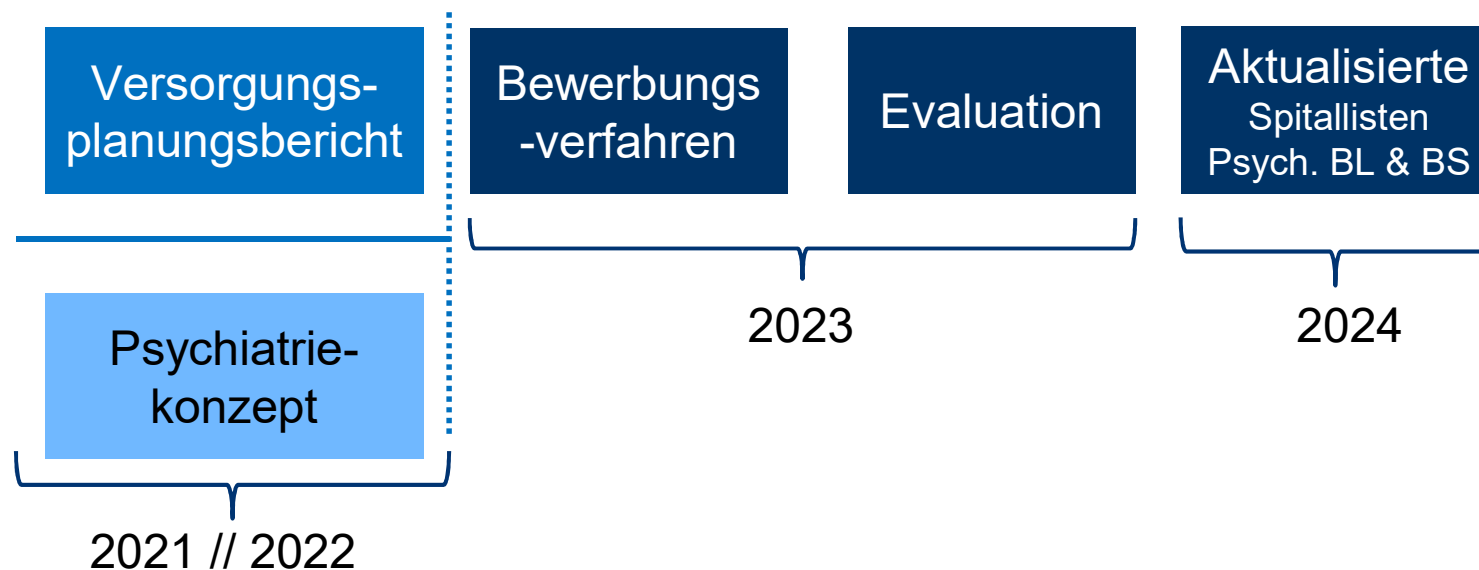 Versorgungs-
planungsbericht
Bewerbungs
-verfahren
Evaluation
Aktualisierte
Spitallisten
Psych. BL & BS
Psychiatrie-
konzept
2023
2024
2021 // 2022